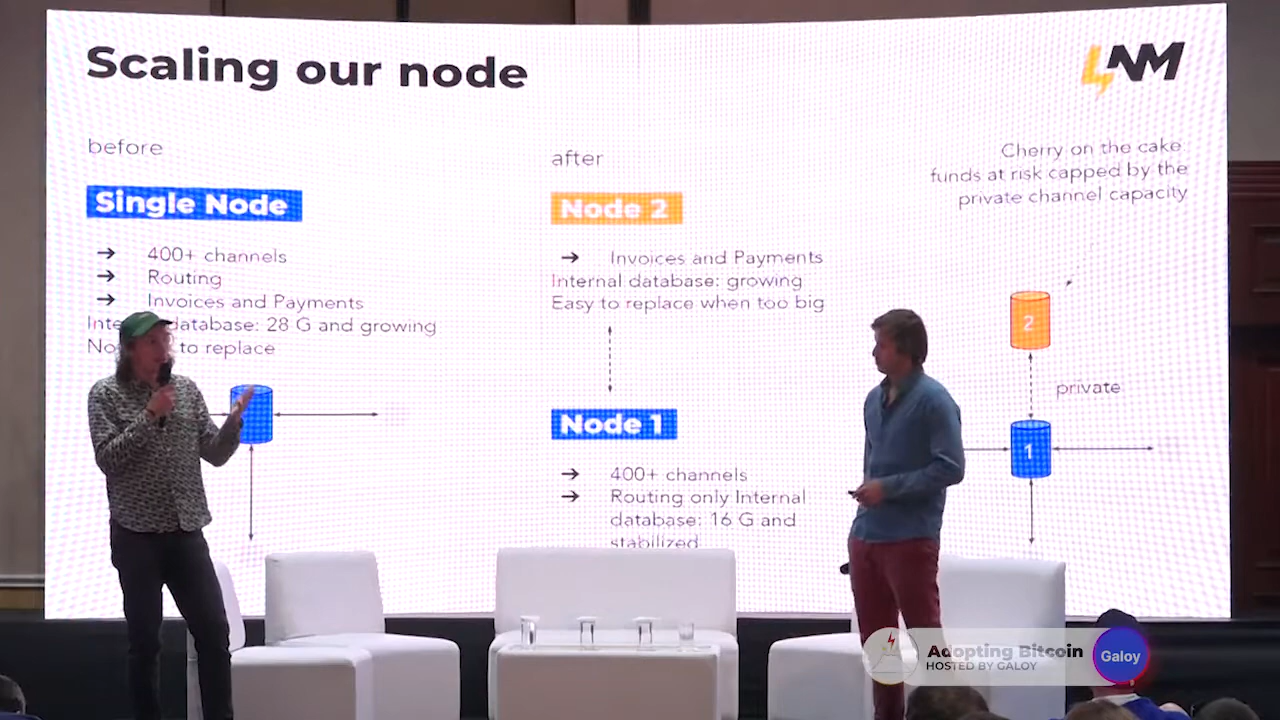 Scaling our node
LNM
before
Single Node
→ 400+ channels
→ Routing
→ Invoices and Payments
Inte database: 28 G and growing
No to replace
after
Node 2
→ Invoices and Payments
Internal database: growing
Easy to replace when too big
Node 1
→ 400+ channels
→ Routing only Internal
database: 16 G and
stabilized
Cherry on the cake
funds at risk capped by the
private channel capacity
2
private
1
Adopting Bitcoin
HOSTED BY GALOY
Galoy